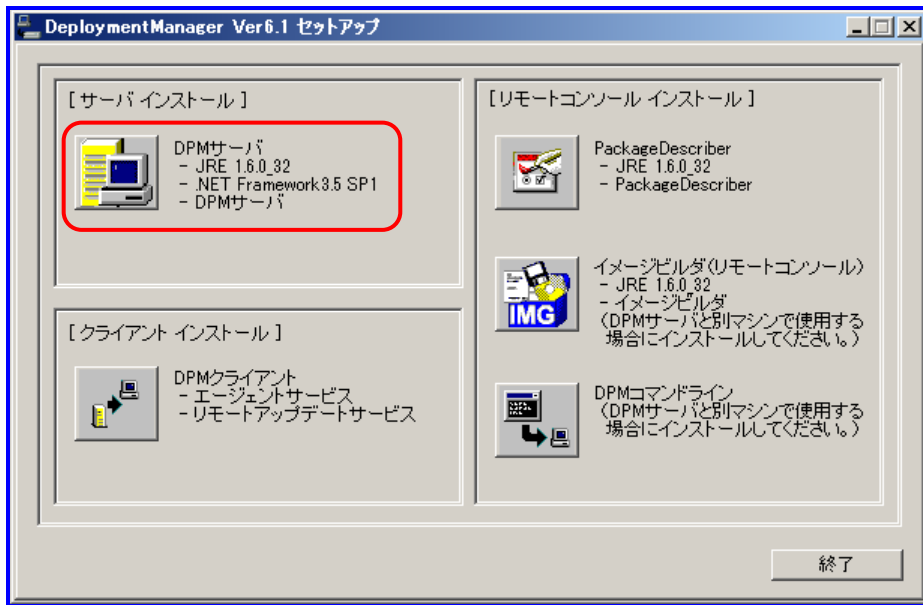 DeploymentManager Ver6.1 セットアップ
[ サーバ インストール ]
DPMサーバ
- JRE 1.6.0_32
- .NET Framework3.5 SP1
- DPMサーバ
[ クライアント インストール ]
DPMクライアント
- エージェントサービス
- リモートアップデートサービス
[ リモートコンソール インストール ]
PackageDescriber
- JRE 1.6.0_32
- PackageDescriber
イメージビルダ(リモートコンソール)
- JRE 1.6.0_32
- イメージビルダ
(DPMサーバと別マシンで使用する
場合にインストールしてください。)
IMG
DPMコマンドライン
(DPMサーバと別マシンで使用する
場合にインストールしてください。)
終了